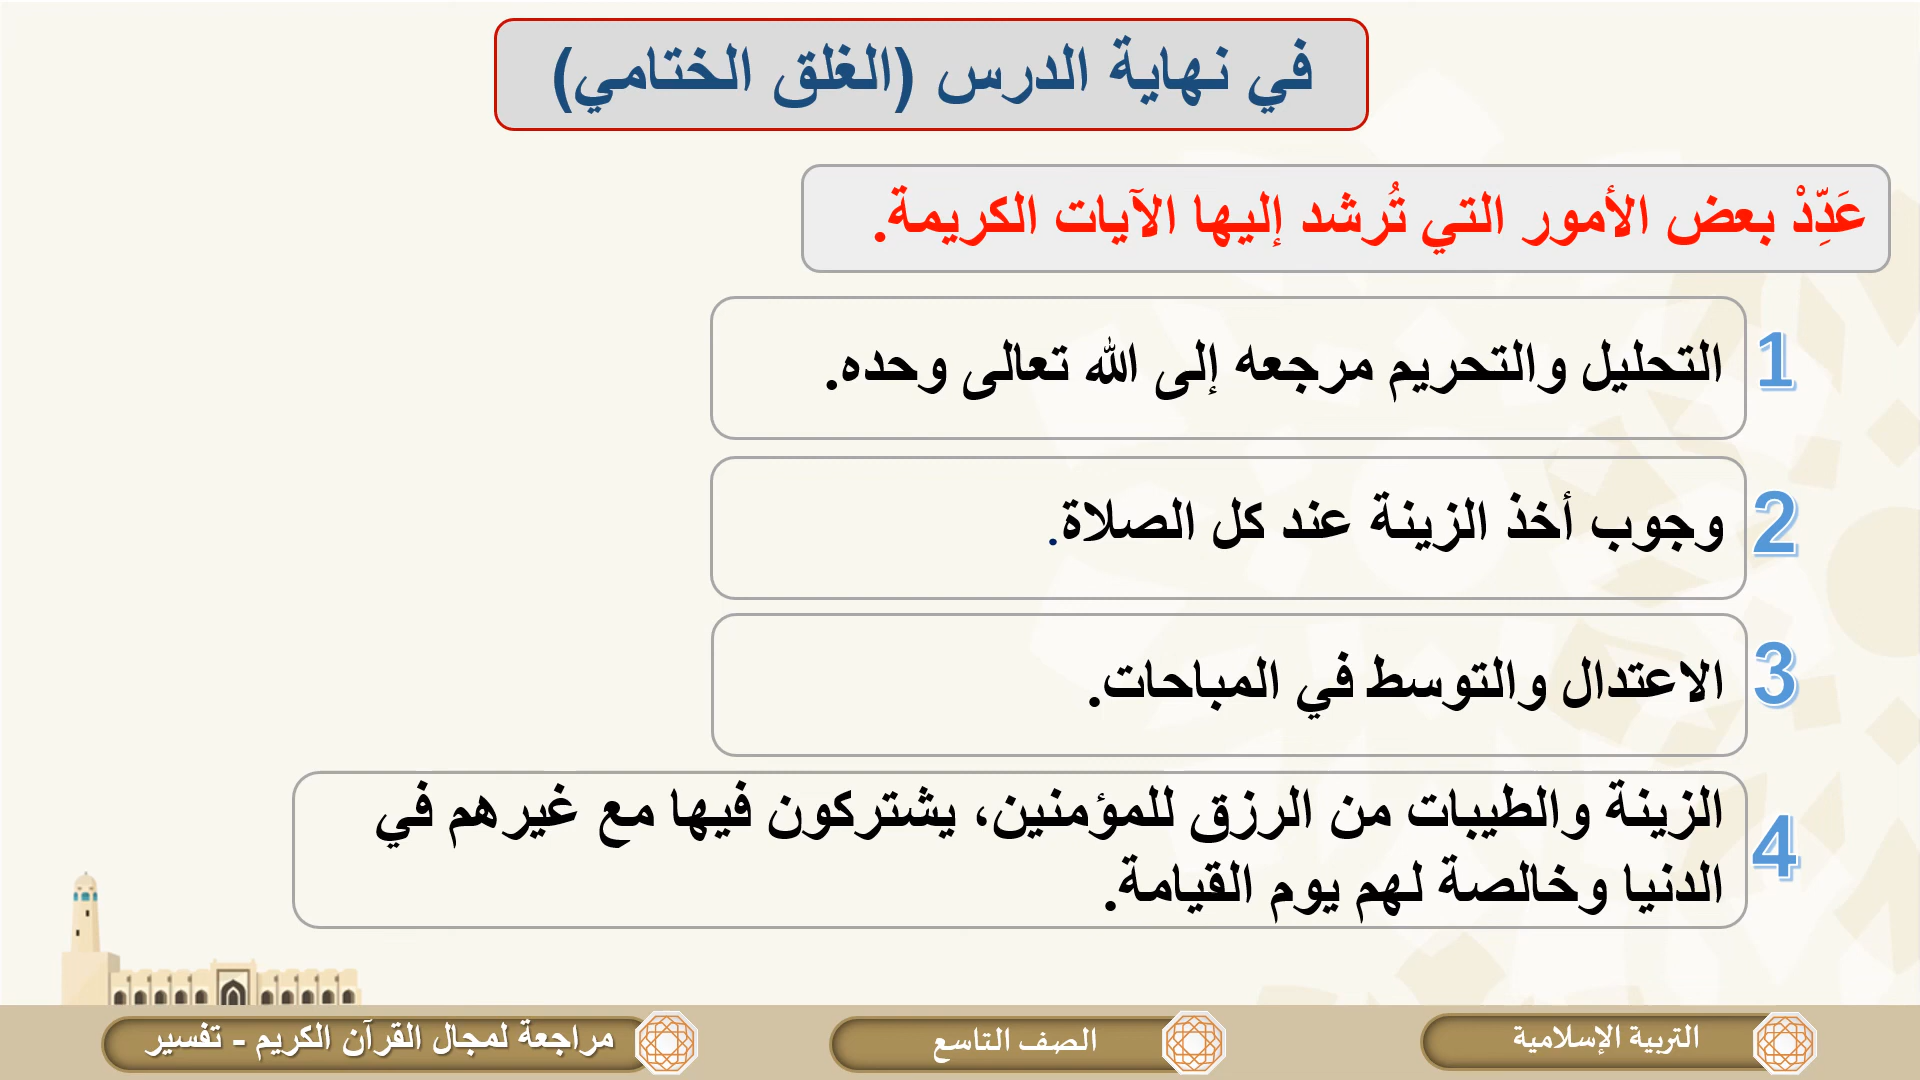 في نهاية الدرس (الغلق الختامي)
عَدِّدْ بعض الأمور التي تُرشد إليها الآيات الكريمة.
1 التحليل والتحريم مرجعه إلى الله تعالى وحده.
2 وجوب أخذ الزينة عند كل الصلاة.
3 الاعتدال والتوسط في المباحات.
4 الزينة والطيبات من الرزق للمؤمنين، يشتركون فيها مع غيرهم في
الدنيا وخالصة لهم يوم القيامة.
التربية الإسلامية
الصف التاسع
مراجعة لمجال القرآن الكريم - تفسير